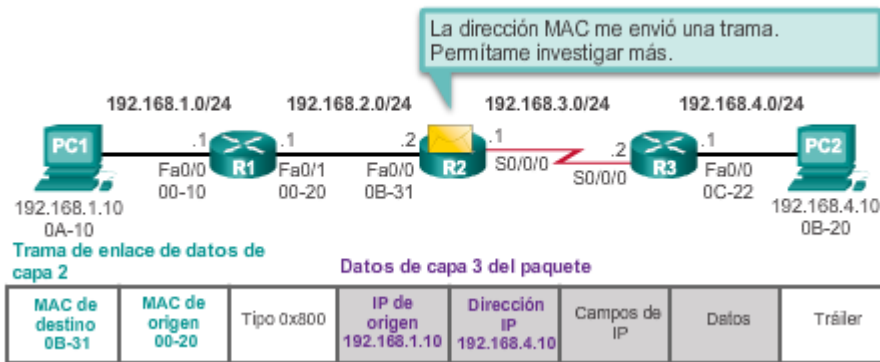 La dirección MAC me envió una trama.
Permítame investigar más.
192.168.1.0/24
192.168.2.0/24
192.168.3.0/24
192.168.4.0/24
PC1
.1
R1
.1
.2
R2
.1
.2
R3
.1
PC2
Fa0/0
00-10
Fa0/1
00-20
Fa0/0
0B-31
S0/0/0
S0/0/0
Fa0/0
0C-22
192.168.1.10
0A-10
192.168.4.10
0B-20
Trama de enlace de datos de
capa 2
Datos de capa 3 del paquete
MAC de
destino
0B-31
MAC de
origen
00-20
Tipo 0x800
IP de
origen
192.168.1.10
Dirección
IP
192.168.4.10
Campos de
IP
Datos
Tráiler